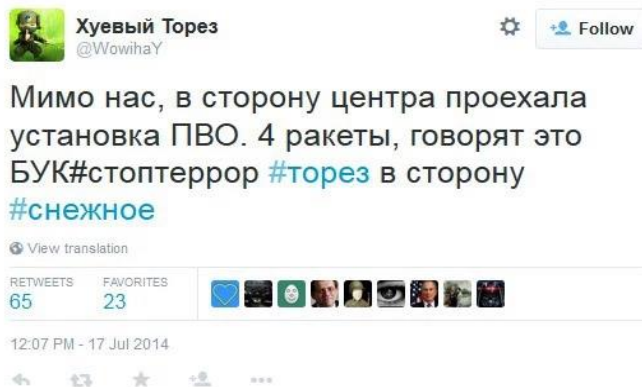 Хуевый Торез
@WowihaY
Follow
Мимо нас, в сторону центра проехала
установка ПВО. 4 ракеты, говорят это
БУК#стоптеррор #торез в сторону
#снежное
View translation
RETWEETS FAVORITES
65 23
12:07 PM - 17 Jul 2014